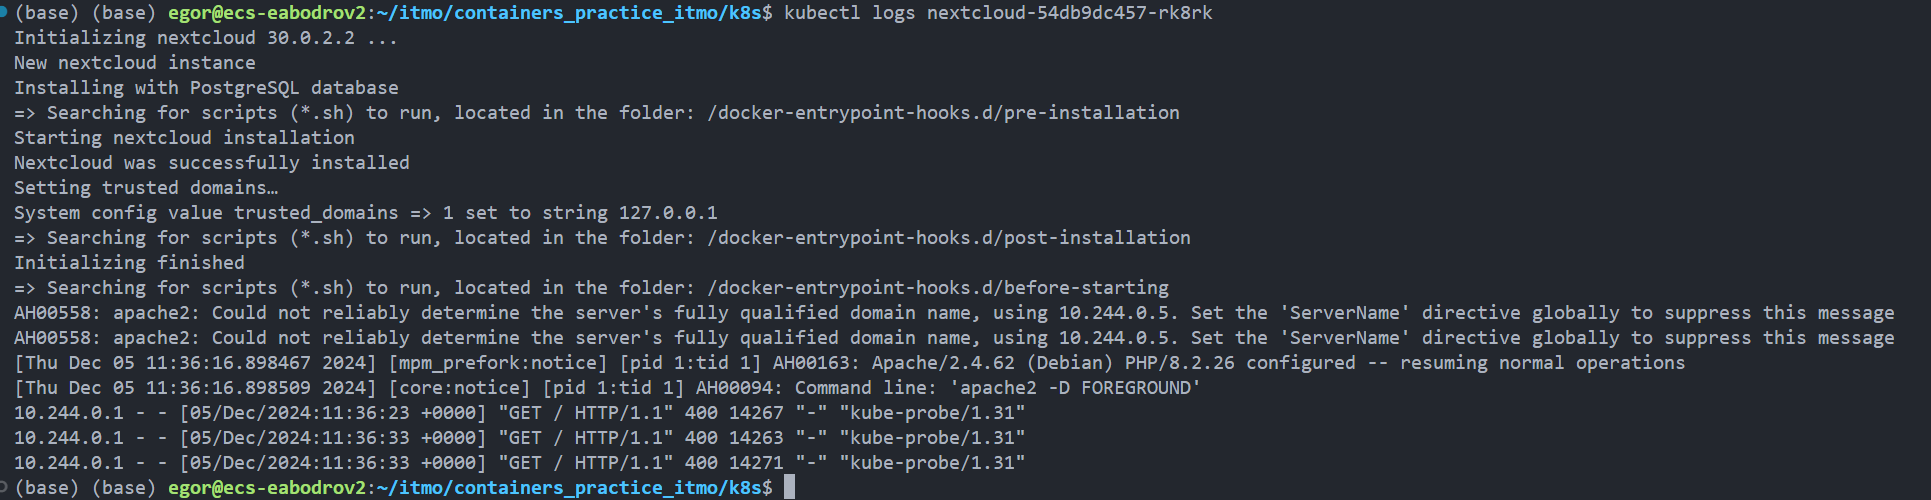 (base) (base) egor@ecs-eabodrov2:~/itmo/containers_practice_itmo/k8s$ kubectl logs nextcloud-54db9dc457-rk8rk
Initializing nextcloud 30.0.2.2 ...
New nextcloud instance
Installing with PostgreSQL database
=> Searching for scripts (*.sh) to run, located in the folder: /docker-entrypoint-hooks.d/pre-installation
Starting nextcloud installation
Nextcloud was successfully installed
Setting trusted domains…
System config value trusted_domains => 1 set to string 127.0.0.1
=> Searching for scripts (*.sh) to run, located in the folder: /docker-entrypoint-hooks.d/post-installation
Initializing finished
=> Searching for scripts (*.sh) to run, located in the folder: /docker-entrypoint-hooks.d/before-starting
AH00558: apache2: Could not reliably determine the server's fully qualified domain name, using 10.244.0.5. Set the 'ServerName' directive globally to suppress this message
AH00558: apache2: Could not reliably determine the server's fully qualified domain name, using 10.244.0.5. Set the 'ServerName' directive globally to suppress this message
[Thu Dec 05 11:36:16.898467 2024] [mpm_prefork:notice] [pid 1:tid 1] AH00163: Apache/2.4.62 (Debian) PHP/8.2.26 configured -- resuming normal operations
[Thu Dec 05 11:36:16.898509 2024] [core:notice] [pid 1:tid 1] AH00094: Command line: 'apache2 -D FOREGROUND'
10.244.0.1 - - [05/Dec/2024:11:36:23 +0000] "GET / HTTP/1.1" 400 14267 "-" "kube-probe/1.31"
10.244.0.1 - - [05/Dec/2024:11:36:33 +0000] "GET / HTTP/1.1" 400 14263 "-" "kube-probe/1.31"
10.244.0.1 - - [05/Dec/2024:11:36:33 +0000] "GET / HTTP/1.1" 400 14271 "-" "kube-probe/1.31"
(base) (base) egor@ecs-eabodrov2:~/itmo/containers_practice_itmo/k8s$